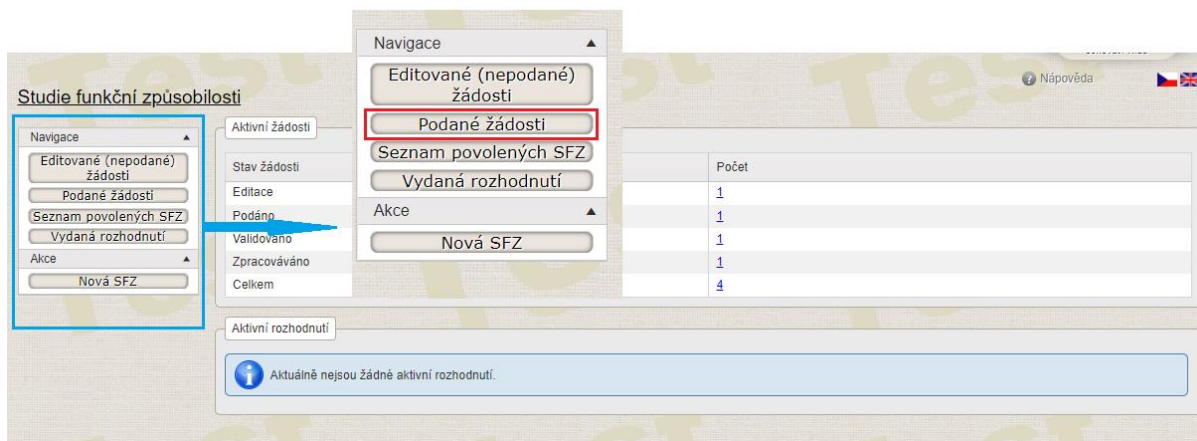 Test
Nápověda
Studie funkční způsobilosti
Navigace
Editované (nepodané)
žádosti
Podané žádosti
Seznam povolených SFZ
Vydaná rozhodnutí
Akce
Nová SFZ
Navigace
Editované (nepodané)
žádosti
Podané žádosti
Seznam povolených SFZ
Vydaná rozhodnutí
Akce
Nová SFZ
Aktivní žádosti
Stav žádosti Počet
Editace 1
Podáno 1
Validováno 1
Zpracováváno 1
Celkem 4
Aktivní rozhodnutí
Aktuálně nejsou žádné aktivní rozhodnutí.